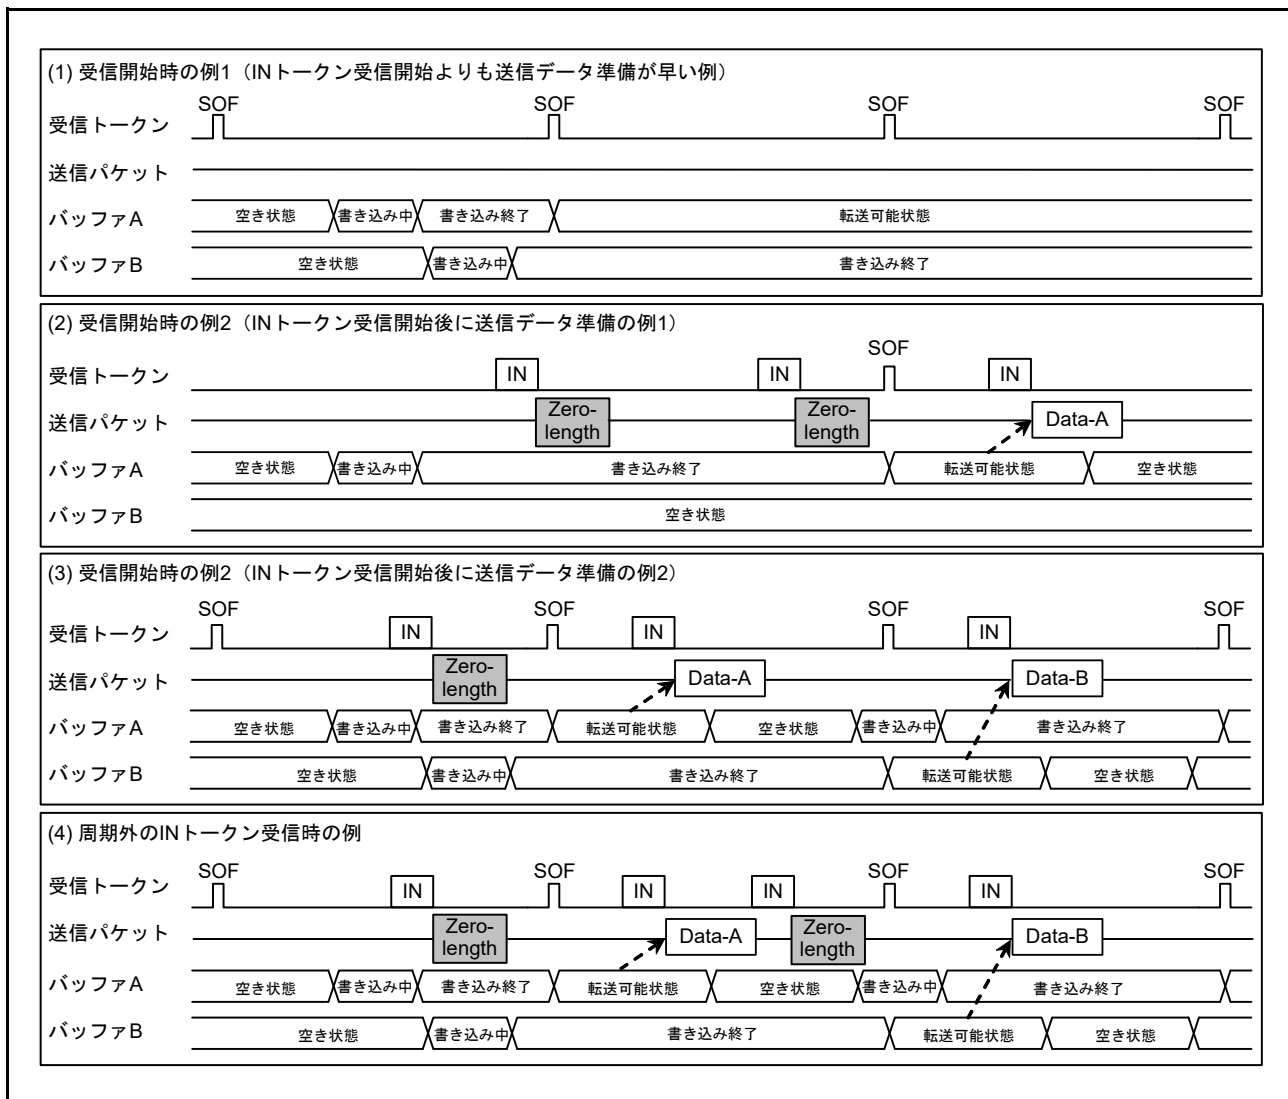 (1) 受信開始時の例1（INトークン受信開始よりも送信データ準備が早い例）
SOF SOF SOF SOF
受信トークン
送信パケット
バッファA 空き状態 書き込み中 書き込み終了 転送可能状態
バッファB 空き状態 書き込み中 書き込み終了
(2) 受信開始時の例2（INトークン受信開始後に送信データ準備の例1）
SOF
受信トークン IN IN IN
送信パケット Zero-length Zero-length Data-A
バッファA 空き状態 書き込み中 書き込み終了 転送可能状態 空き状態
バッファB 空き状態
(3) 受信開始時の例2（INトークン受信開始後に送信データ準備の例2）
SOF SOF SOF SOF
受信トークン IN IN IN
送信パケット Zero-length Data-A Data-B
バッファA 空き状態 書き込み中 書き込み終了 転送可能状態 空き状態 書き込み中 書き込み終了
バッファB 空き状態 書き込み中 書き込み終了 転送可能状態 空き状態
(4) 周期外のINトークン受信時の例
SOF SOF SOF SOF
受信トークン IN IN IN IN
送信パケット Zero-length Data-A Zero-length Data-B
バッファA 空き状態 書き込み中 書き込み終了 転送可能状態 空き状態 書き込み中 書き込み終了
バッファB 空き状態 書き込み中 書き込み終了 転送可能状態 空き状態